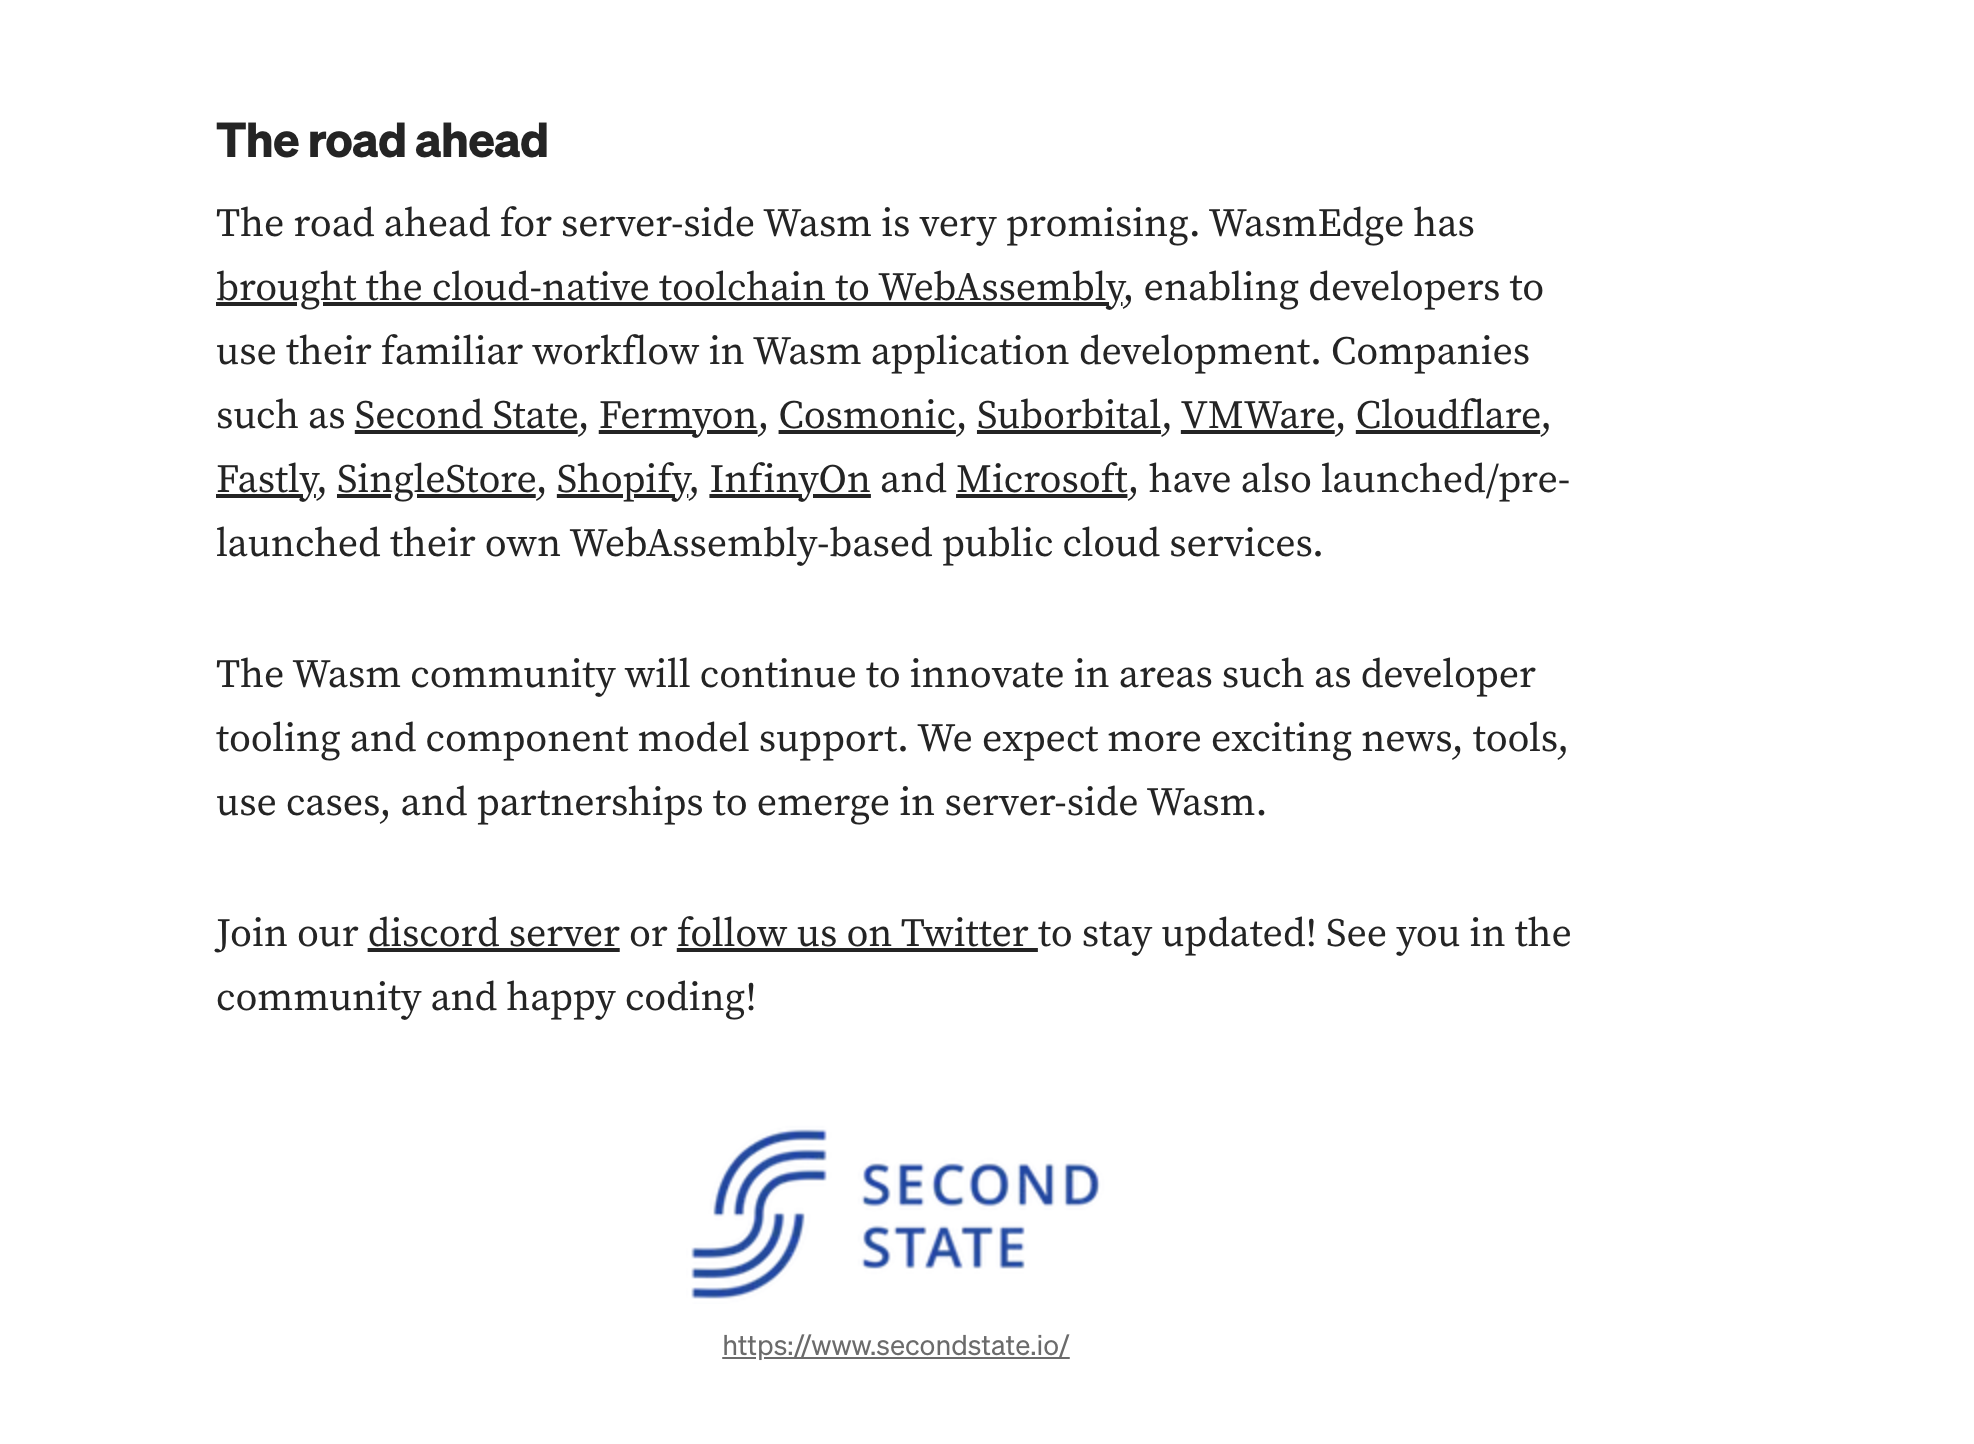 The road ahead
The road ahead for server-side Wasm is very promising. WasmEdge has
brought the cloud-native toolchain to WebAssembly, enabling developers to
use their familiar workflow in Wasm application development. Companies
such as Second State, Fermyon, Cosmonic, Suborbital, VMWare, Cloudflare,
Fastly, SingleStore, Shopify, InfinyOn and Microsoft, have also launched/pre-
launched their own WebAssembly-based public cloud services.
The Wasm community will continue to innovate in areas such as developer
tooling and component model support. We expect more exciting news, tools,
use cases, and partnerships to emerge in server-side Wasm.
Join our discord server or follow us on Twitter to stay updated! See you in the
community and happy coding!
SECOND
STATE
https://www.secondstate.io/